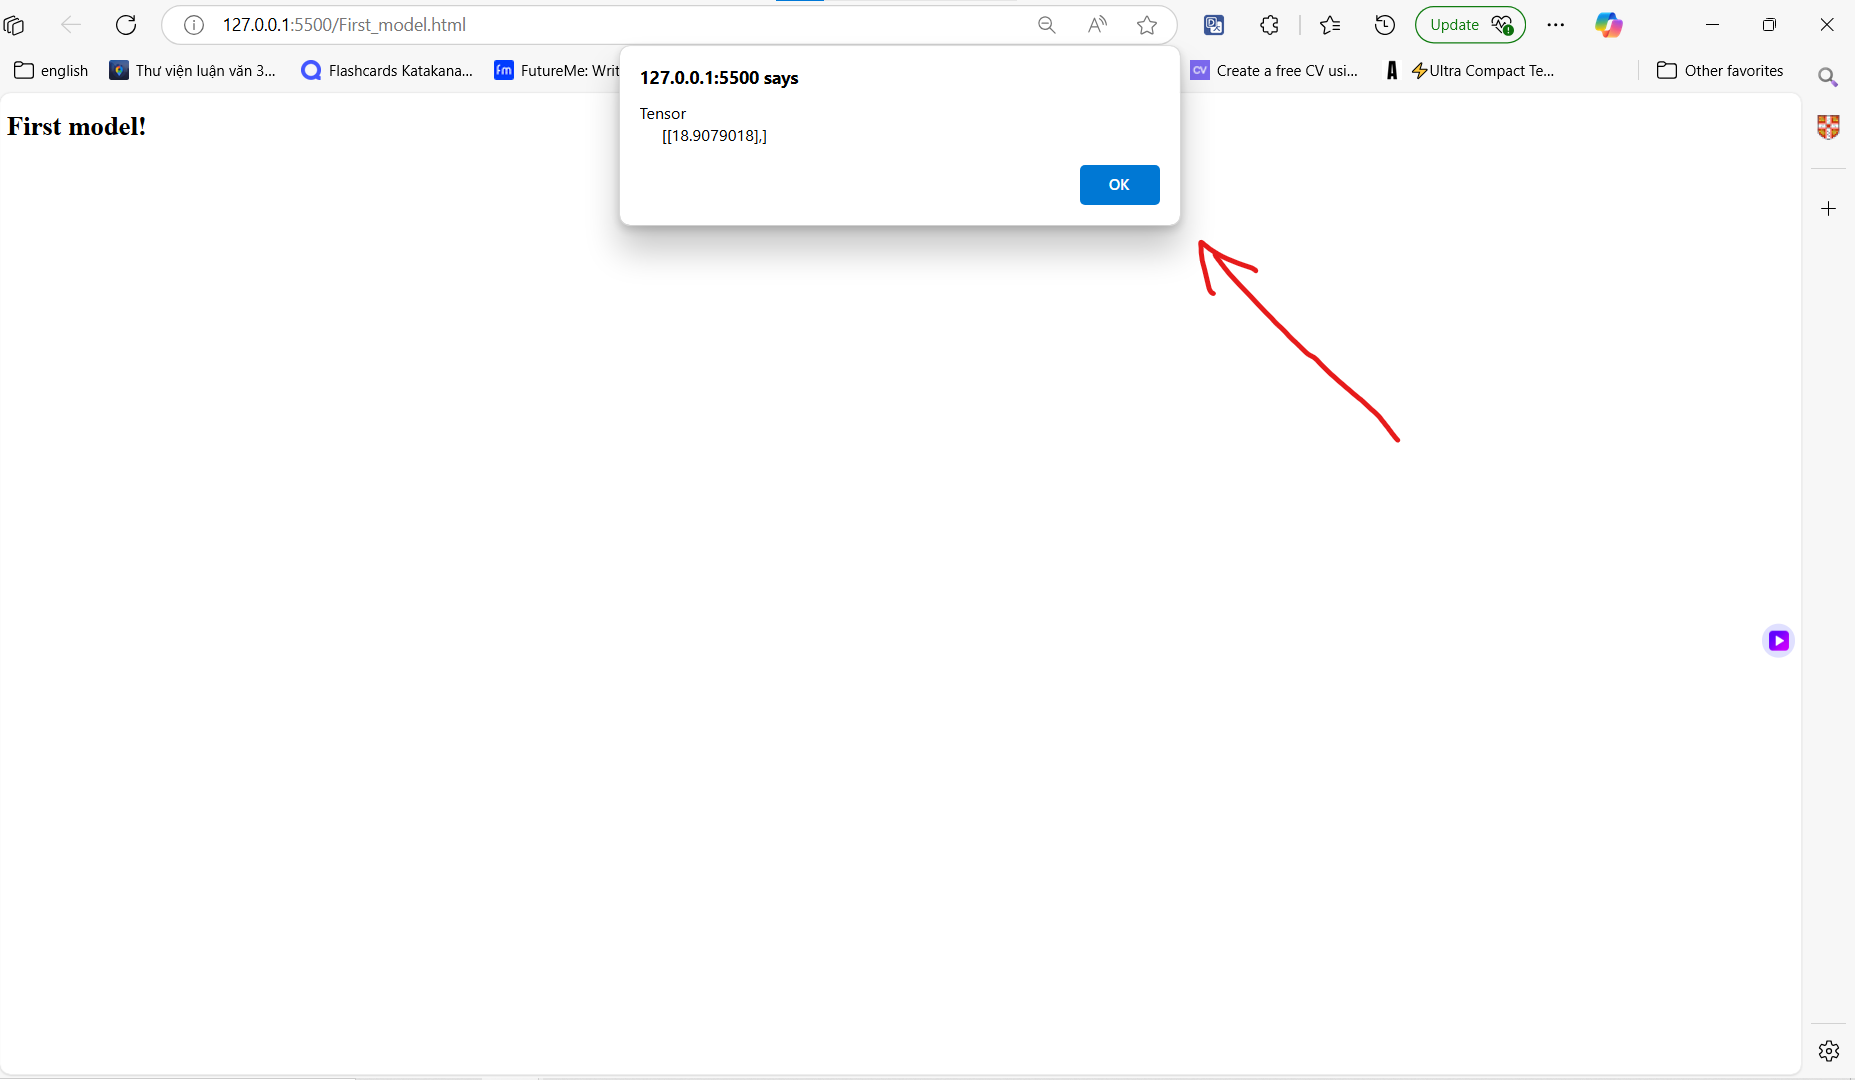 127.0.0.1:5500/First_model.html
Update
english
Thư viện luận văn 3...
Flashcards Katakana...
fm
FutureMe: Writ
CV
Create a free CV usi...
⚡Ultra Compact Te...
Other favorites
127.0.0.1:5500 says
Tensor
[[18.9079018],]
OK
First model!